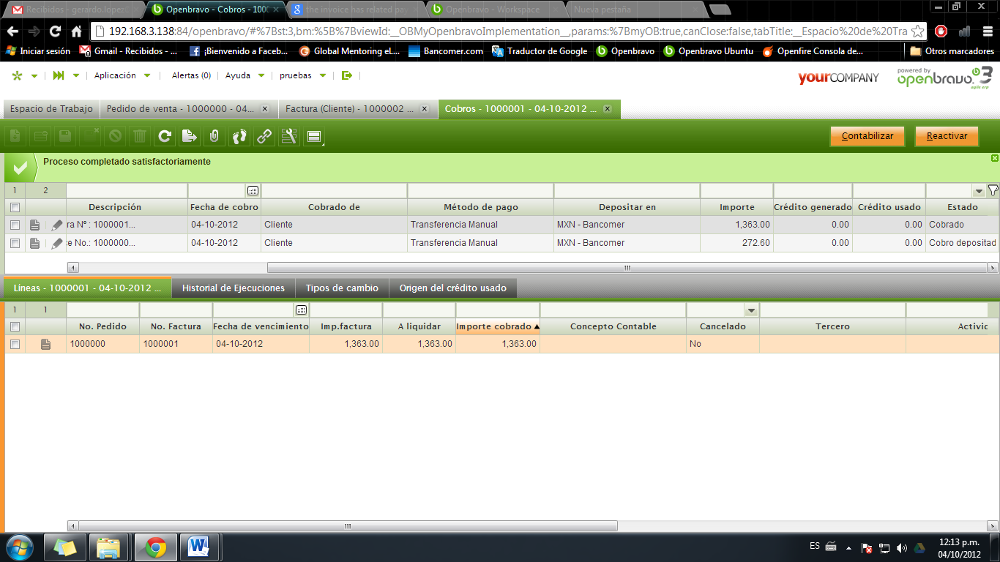 Recibidos - gerardo.lopez
Openbravo - Cobros - 1000
the invoice has related pay
Openbravo - Workspace
Nueva pestaña
192.168.3.138:84/openbravo/#%7Bst:3,bm:%5B%7BviewId:__OBMyOpenbravoImplementation__,params:%7BmyOB:true,canClose:false,tabTitle:__Espacio%20de%20Tra
Iniciar sesión
Gmail - Recibidos - ...
¡Bienvenido a Faceb...
Global Mentoring eL...
Bancomer.com
Traductor de Google
Openbravo
Openbravo Ubuntu
Openfire Consola de...
Otros marcadores
Aplicación
Alertas (0)
Ayuda
pruebas
yourCOMPANY
powered by
openbravo 3
agile erp
Espacio de Trabajo
Pedido de venta - 1000000 - 04...
Factura (Cliente) - 1000002 ...
Cobros - 1000001 - 04-10-2012 ...
Contabilizar
Reactivar
Proceso completado satisfactoriamente
1 2
Descripción Fecha de cobro Cobrado de Método de pago Depositar en Importe Crédito generado Crédito usado Estado
ra Nº : 1000001... 04-10-2012 Cliente Transferencia Manual MXN - Bancomer 1,363.00 0.00 0.00 Cobrado
ce No.: 1000000... 04-10-2012 Cliente Transferencia Manual MXN - Bancomer 272.60 0.00 0.00 Cobro depositad
Líneas - 1000001 - 04-10-2012 ...
Historial de Ejecuciones
Tipos de cambio
Origen del crédito usado
1 1
No. Pedido No. Factura Fecha de vencimiento Imp.factura A liquidar Importe cobrado Concepto Contable Cancelado Tercero Activic
1000000 1000001 04-10-2012 1,363.00 1,363.00 1,363.00 No
ES
12:13 p.m.
04/10/2012